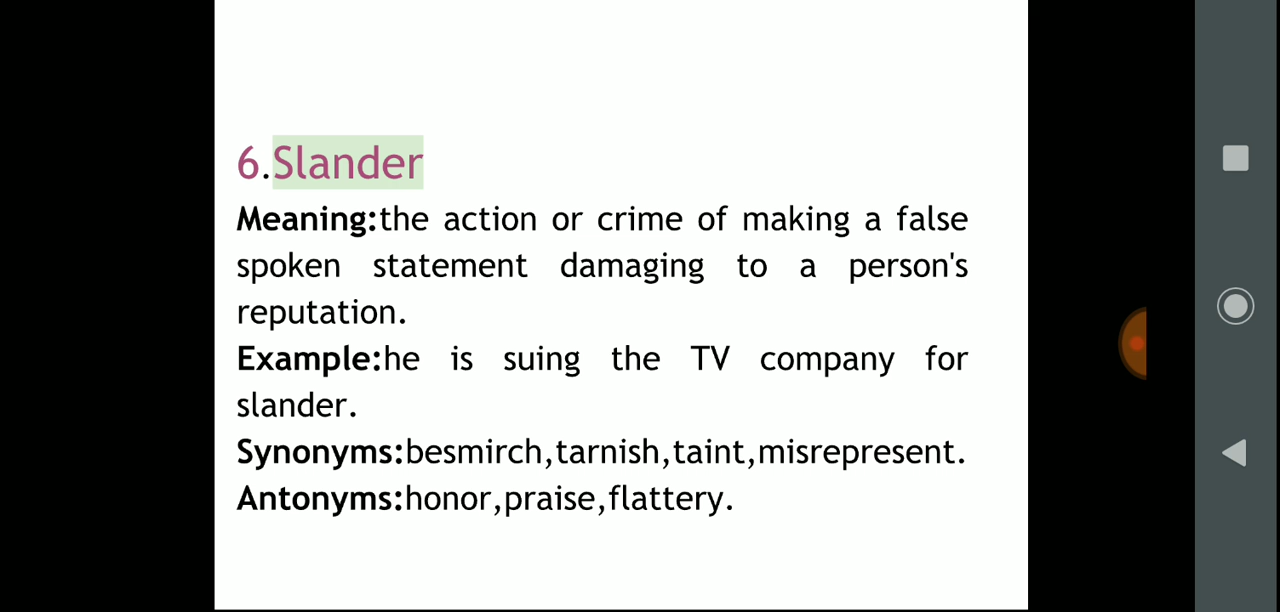 6.Slander
Meaning:the action or crime of making a false
spoken statement damaging to a person's
reputation.
Example:he is suing the TV company for
slander.
Synonyms:besmirch,tarnish,taint,misrepresent.
Antonyms:honor,praise,flattery.